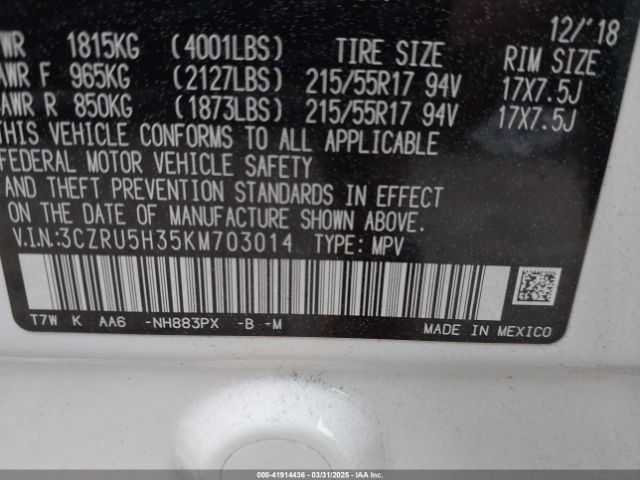 12/'18
WR 1815KG (4001LBS) TIRE SIZE RIM SIZE
AWR F 965KG (2127LBS) 215/55R17 94V 17X7.5J
AWR R 850KG (1873LBS) 215/55R17 94V 17X7.5J
THIS VEHICLE CONFORMS TO ALL APPLICABLE
FEDERAL MOTOR VEHICLE SAFETY
AND THEFT PREVENTION STANDARDS IN EFFECT
ON THE DATE OF MANUFACTURE SHOWN ABOVE.
V.I.N.:3CZRU5H35KM703014 TYPE: MPV
T7W K AA6 -NH883PX -B -M
MADE IN MEXICO
000-41914436 - 03/31/2025 - IAAI.com